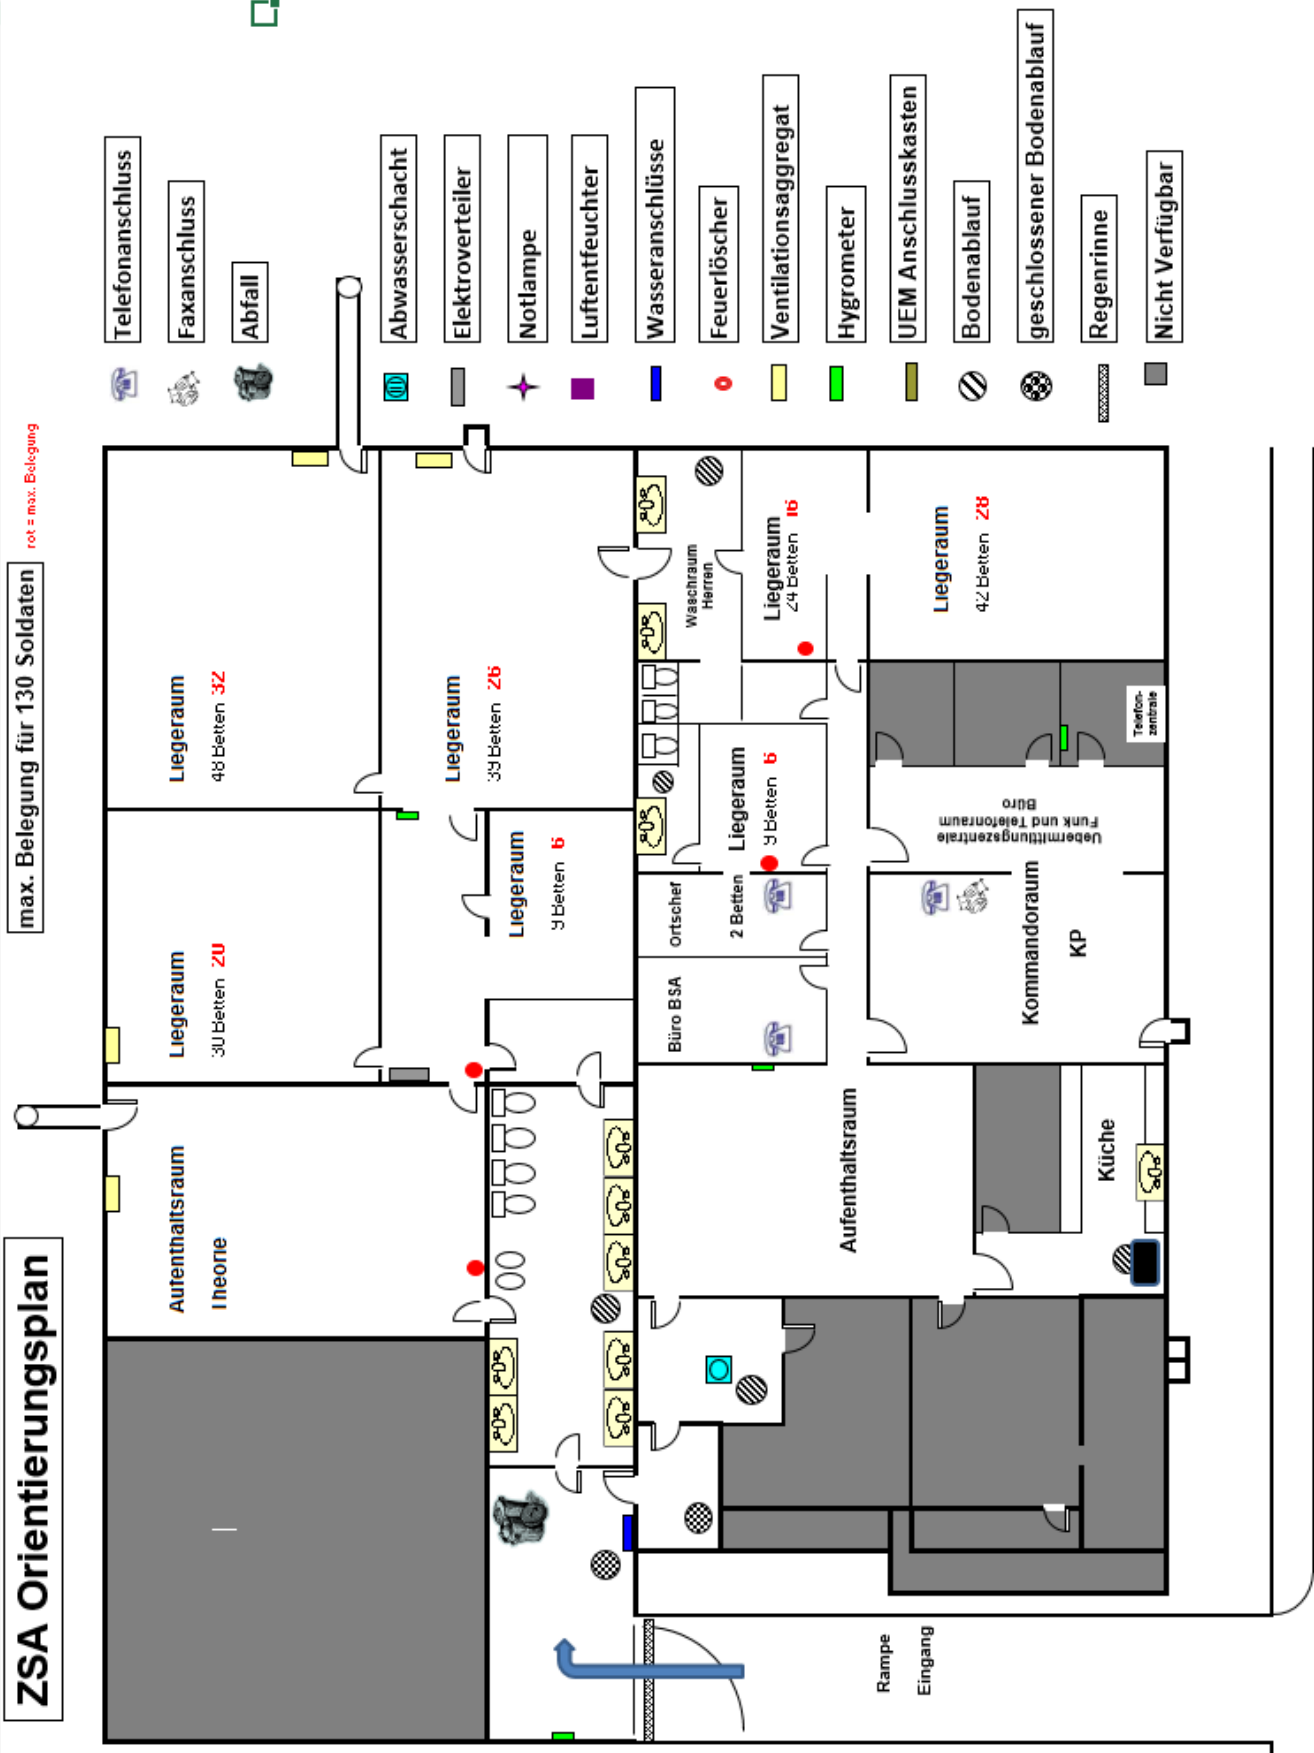 ZSA Orientierungsplan
max. Belegung für 130 Soldaten
rot = max. Belegung
Telefonanschluss
Faxanschluss
Abfall
Abwasserschacht
Elektroverteiler
Notlampe
Luftentfeuchter
Wasseranschlüsse
Feuerlöscher
Ventilationsaggregat
Hygrometer
UEM Anschlusskasten
Bodenablauf
geschlossener Bodenablauf
Regenrinne
Nicht Verfügbar
Aufenthaltsraum
Theorie
Liegeraum
30 Betten 20
Liegeraum
48 Betten 32
Liegeraum
39 Betten 26
Liegeraum
9 Betten 6
Waschraum
Herren
Liegeraum
24 Betten 16
Liegeraum
9 Betten 6
Ortschef
2 Betten
Büro BSA
Liegeraum
42 Betten 28
Telefon-
zentrale
Uebermittlungszentrale
Funk und Telefonraum
Büro
Kommandoraum
KP
Aufenthaltsraum
Küche
Rampe
Eingang